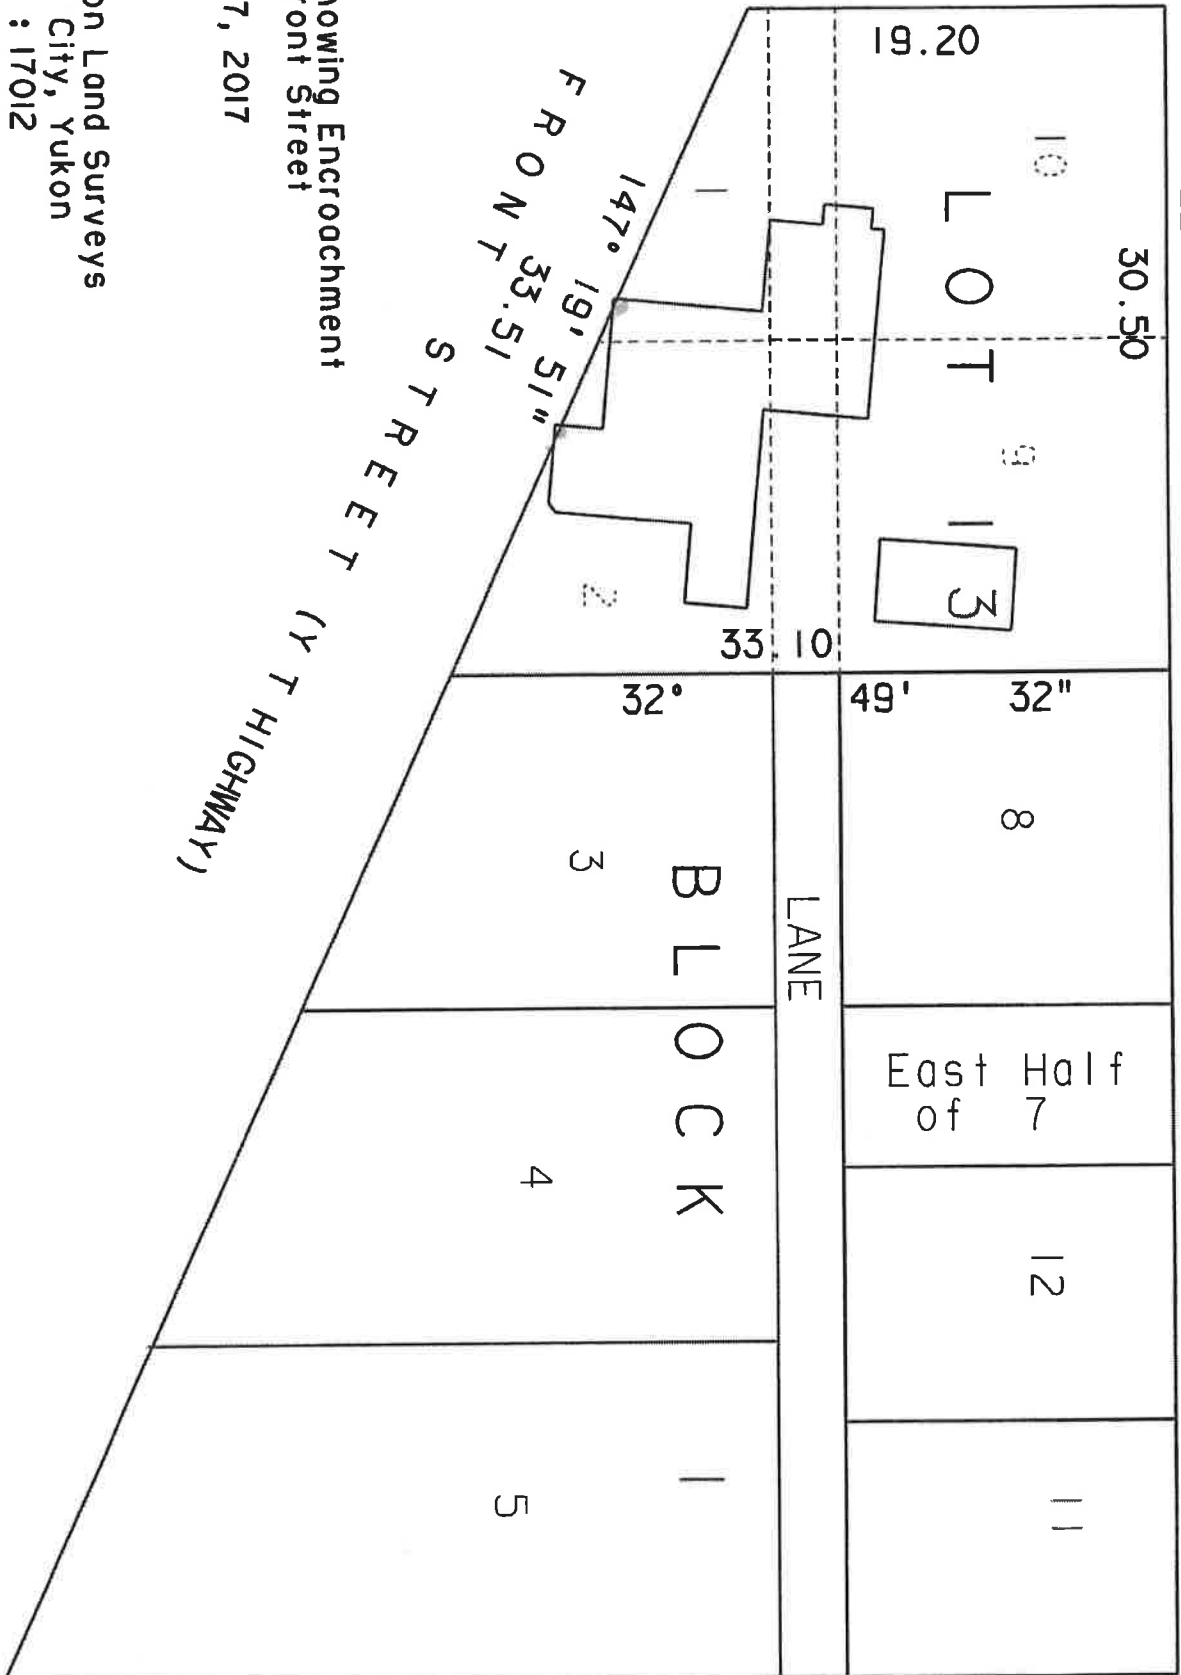 19.20
30.50
10
1
LOT 13
9
2
33.10
32° 49' 32"
147° 19' 51"
33.51
FRONT STREET (Y T HIGHWAY)
8
3
LANE
BLOCK 1
East Half
of 7
4
12
5
11
howing Encroachment
ront Street
7, 2017
on Land Surveys
City, Yukon
: 17012